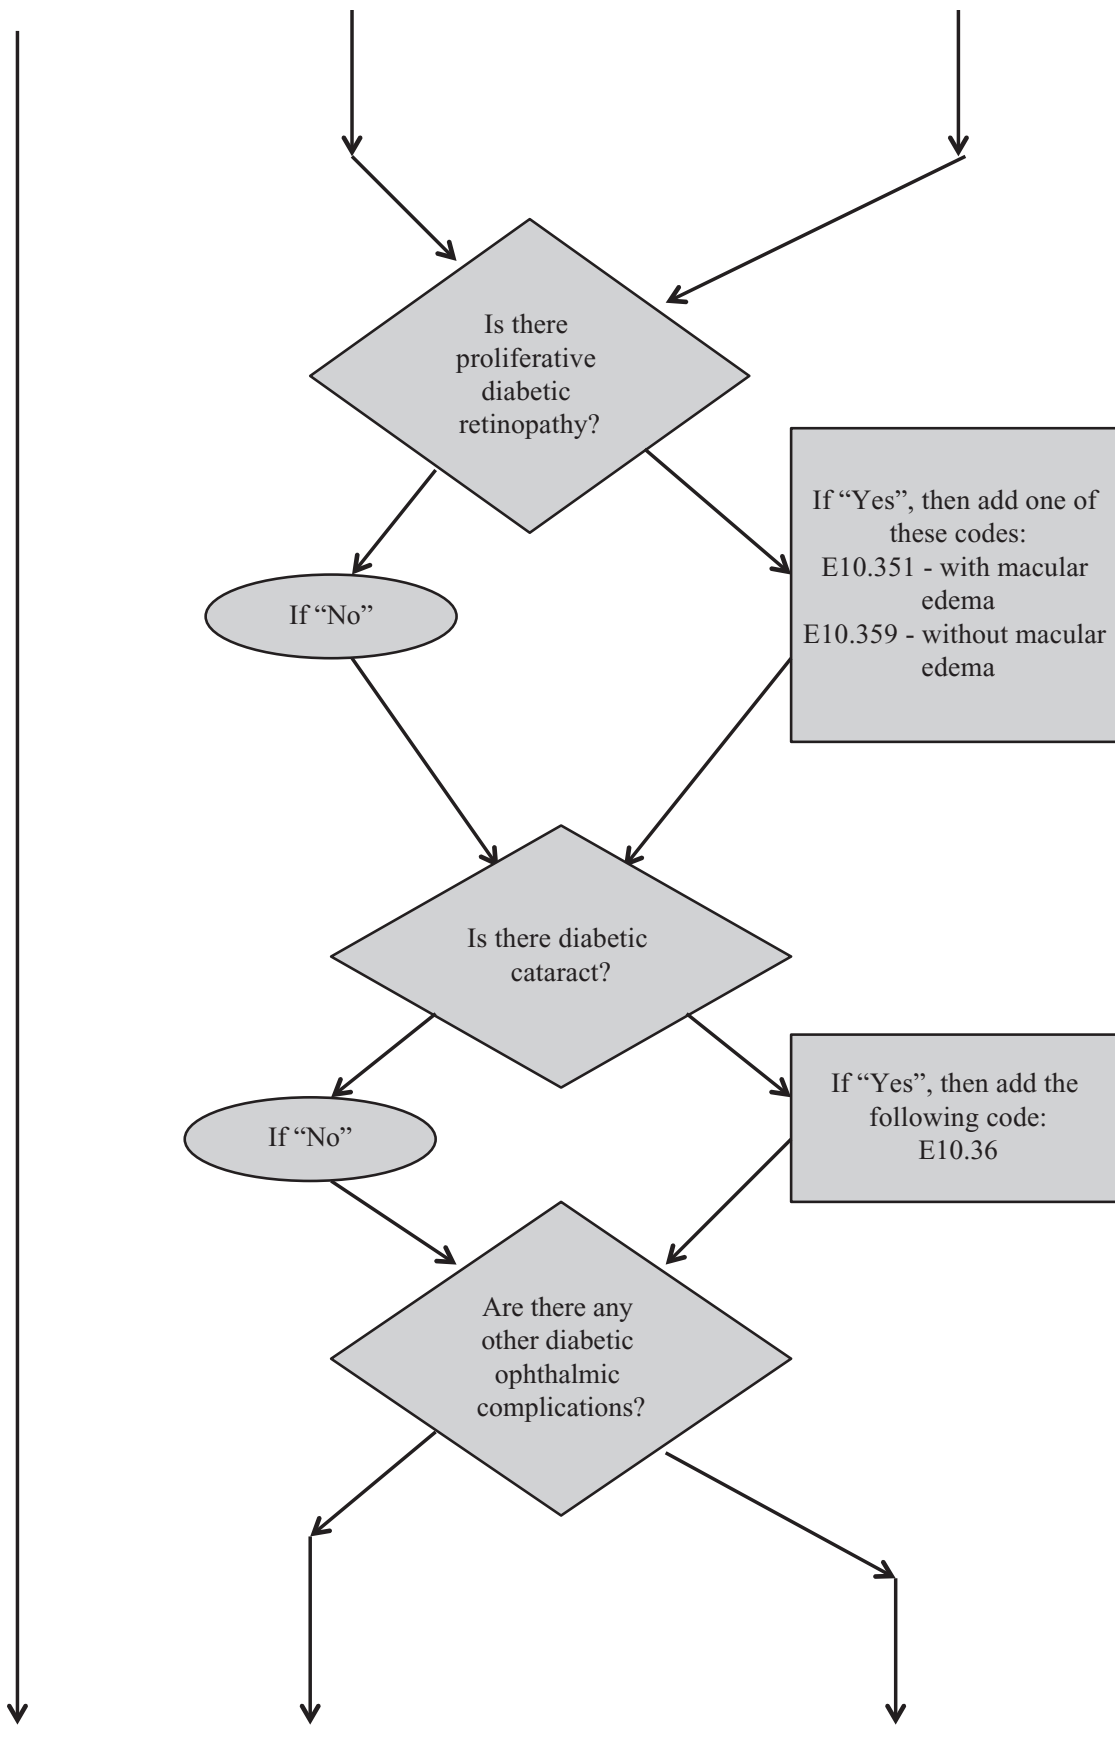 Is there
proliferative
diabetic
retinopathy?
If “Yes”, then add one of
these codes:
E10.351 - with macular
edema
E10.359 - without macular
edema
If “No”
Is there diabetic
cataract?
If “Yes”, then add the
following code:
E10.36
If “No”
Are there any
other diabetic
ophthalmic
complications?